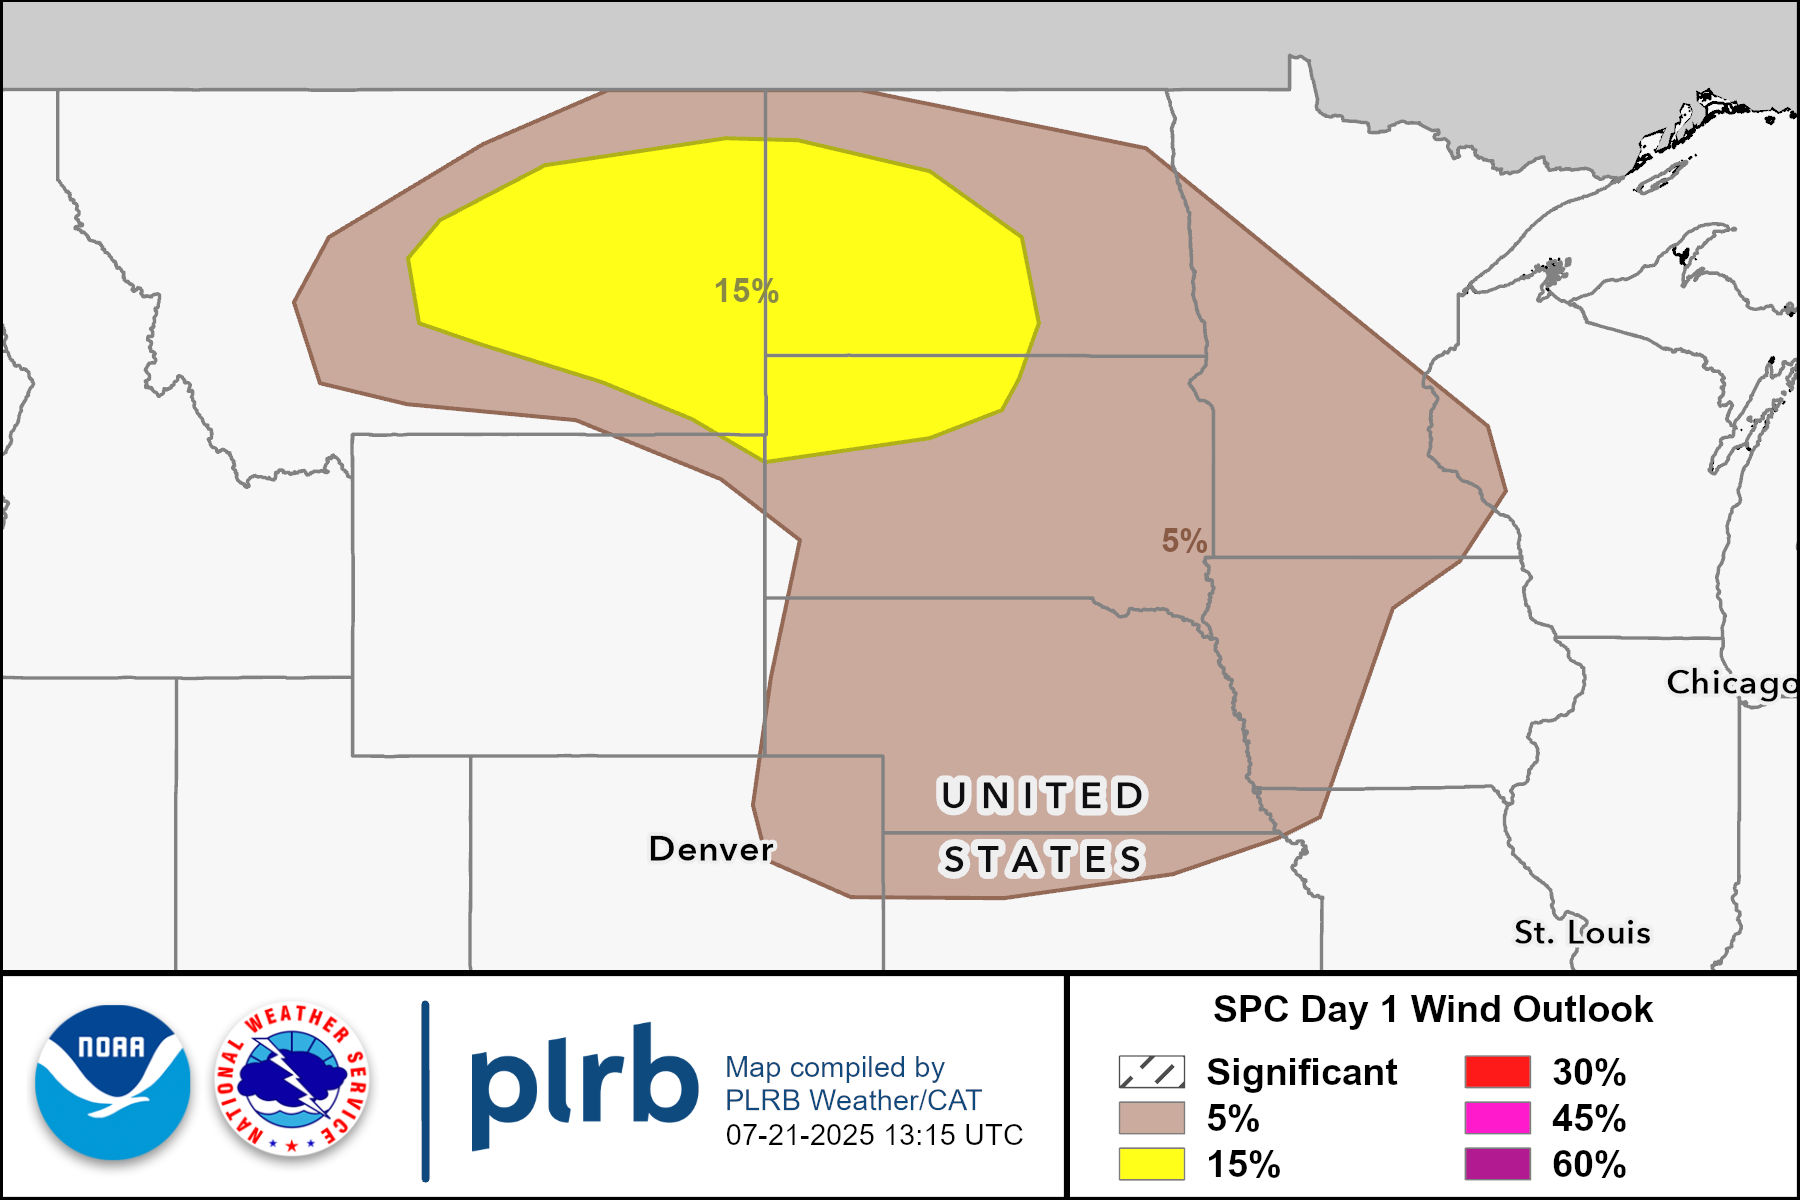 15%
5%
Chicago
UNITED
STATES
Denver
St. Louis
NOAA
NATIONAL WEATHER SERVICE
plrb
Map compiled by
PLRB Weather/CAT
07-21-2025 13:15 UTC
SPC Day 1 Wind Outlook
Significant
5%
15%
30%
45%
60%